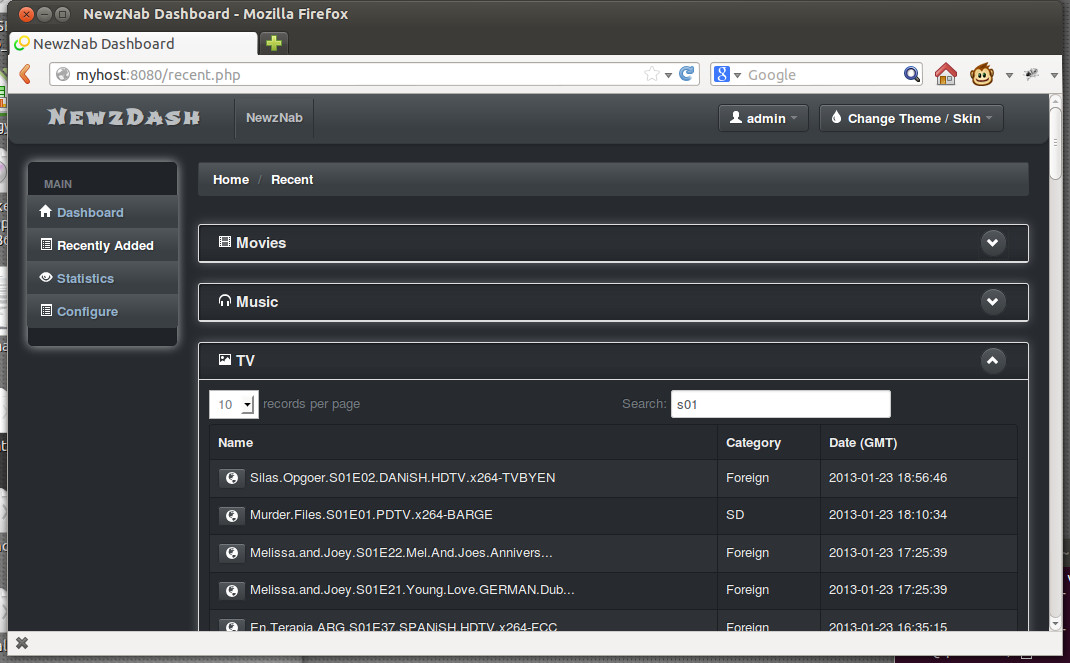 NewzNab Dashboard - Mozilla Firefox
NewzNab Dashboard
myhost:8080/recent.php
Google
NEWZDASH
NewzNab
admin
Change Theme / Skin
MAIN
Dashboard
Recently Added
Statistics
Configure
Home / Recent
Movies
Music
TV
10 records per page
Search: s01
Name Category Date (GMT)
Silas.Opgoer.S01E02.DANiSH.HDTV.x264-TVBYEN Foreign 2013-01-23 18:56:46
Murder.Files.S01E01.PDTV.x264-BARGE SD 2013-01-23 18:10:34
Melissa.and.Joey.S01E22.Mel.And.Joes.Annivers... Foreign 2013-01-23 17:25:39
Melissa.and.Joey.S01E21.Young.Love.GERMAN.Dub... Foreign 2013-01-23 17:25:39
En.Terapia.ARG.S01E37.SPANiSH.HDTV.x264-FCC Foreign 2013-01-23 16:35:15